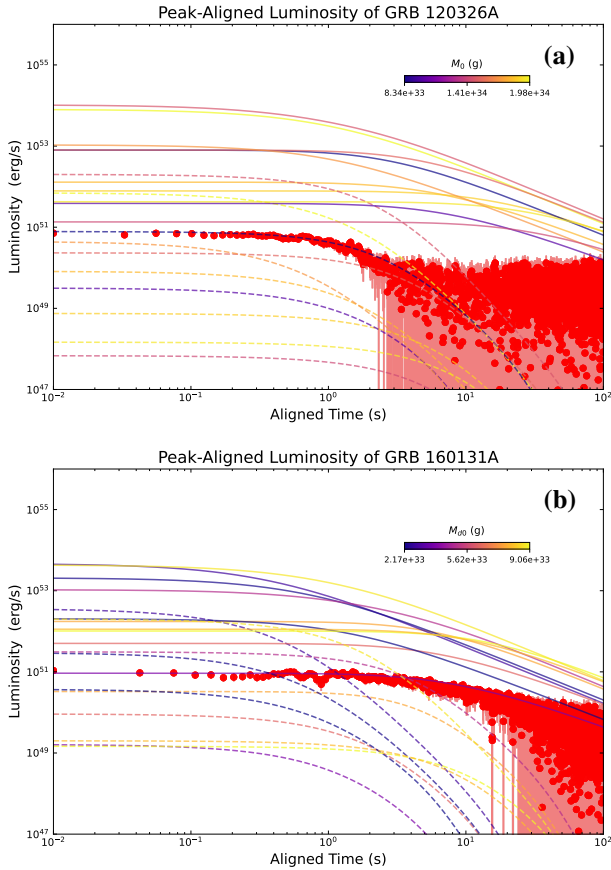 Peak-Aligned Luminosity of GRB 120326A
(a)
M_0 (g)
8.34e+33 1.41e+34 1.98e+34
10^55
10^53
10^51
10^49
10^47
Luminosity (erg/s)
10^−2 10^−1 10^0 10^1 10^2
Aligned Time (s)
Peak-Aligned Luminosity of GRB 160131A
(b)
M_{d0} (g)
2.17e+33 5.62e+33 9.06e+33
10^55
10^53
10^51
10^49
10^47
Luminosity (erg/s)
10^−2 10^−1 10^0 10^1 10^2
Aligned Time (s)